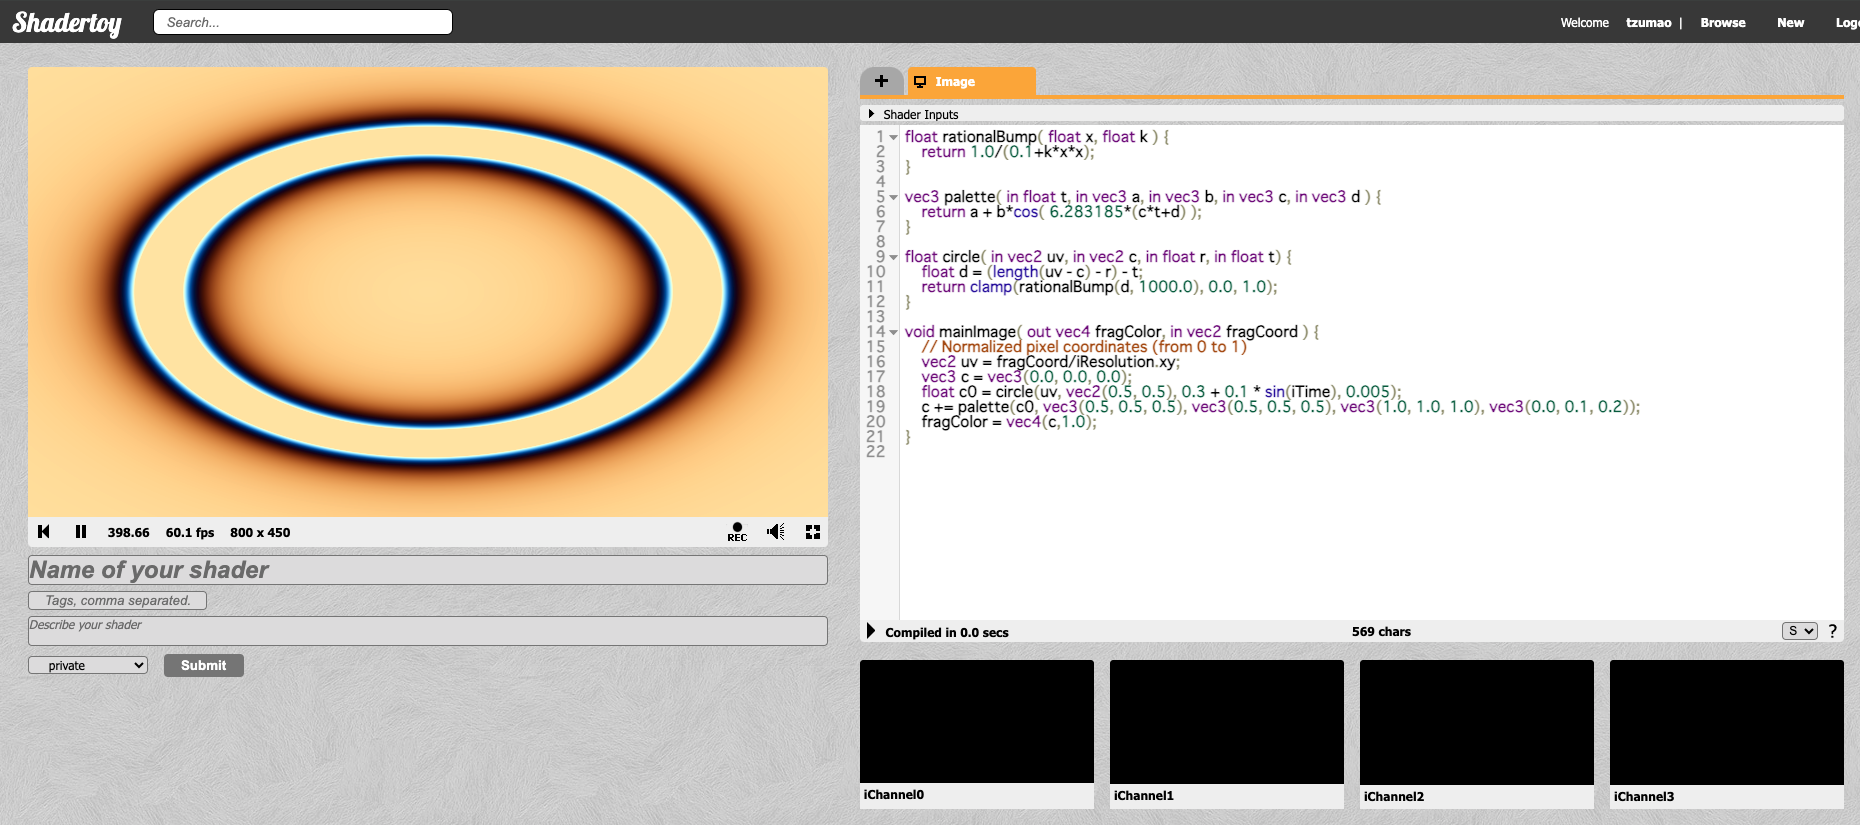 Shadertoy
Search...
Welcome tzumao | Browse New Logo
398.66 60.1 fps 800 x 450
REC
Name of your shader
Tags, comma separated.
Describe your shader
private
Submit
+
Image
Shader Inputs
1 float rationalBump( float x, float k ) {
2     return 1.0/(0.1+k*x*x);
3 }
4
5 vec3 palette( in float t, in vec3 a, in vec3 b, in vec3 c, in vec3 d ) {
6     return a + b*cos( 6.283185*(c*t+d) );
7 }
8
9 float circle( in vec2 uv, in vec2 c, in float r, in float t) {
10     float d = (length(uv - c) - r) - t;
11     return clamp(rationalBump(d, 1000.0), 0.0, 1.0);
12 }
13
14 void mainImage( out vec4 fragColor, in vec2 fragCoord ) {
15     // Normalized pixel coordinates (from 0 to 1)
16     vec2 uv = fragCoord/iResolution.xy;
17     vec3 c = vec3(0.0, 0.0, 0.0);
18     float c0 = circle(uv, vec2(0.5, 0.5), 0.3 + 0.1 * sin(iTime), 0.005);
19     c += palette(c0, vec3(0.5, 0.5, 0.5), vec3(0.5, 0.5, 0.5), vec3(1.0, 1.0, 1.0), vec3(0.0, 0.1, 0.2));
20     fragColor = vec4(c,1.0);
21 }
22
Compiled in 0.0 secs 569 chars S ?
iChannel0 iChannel1 iChannel2 iChannel3